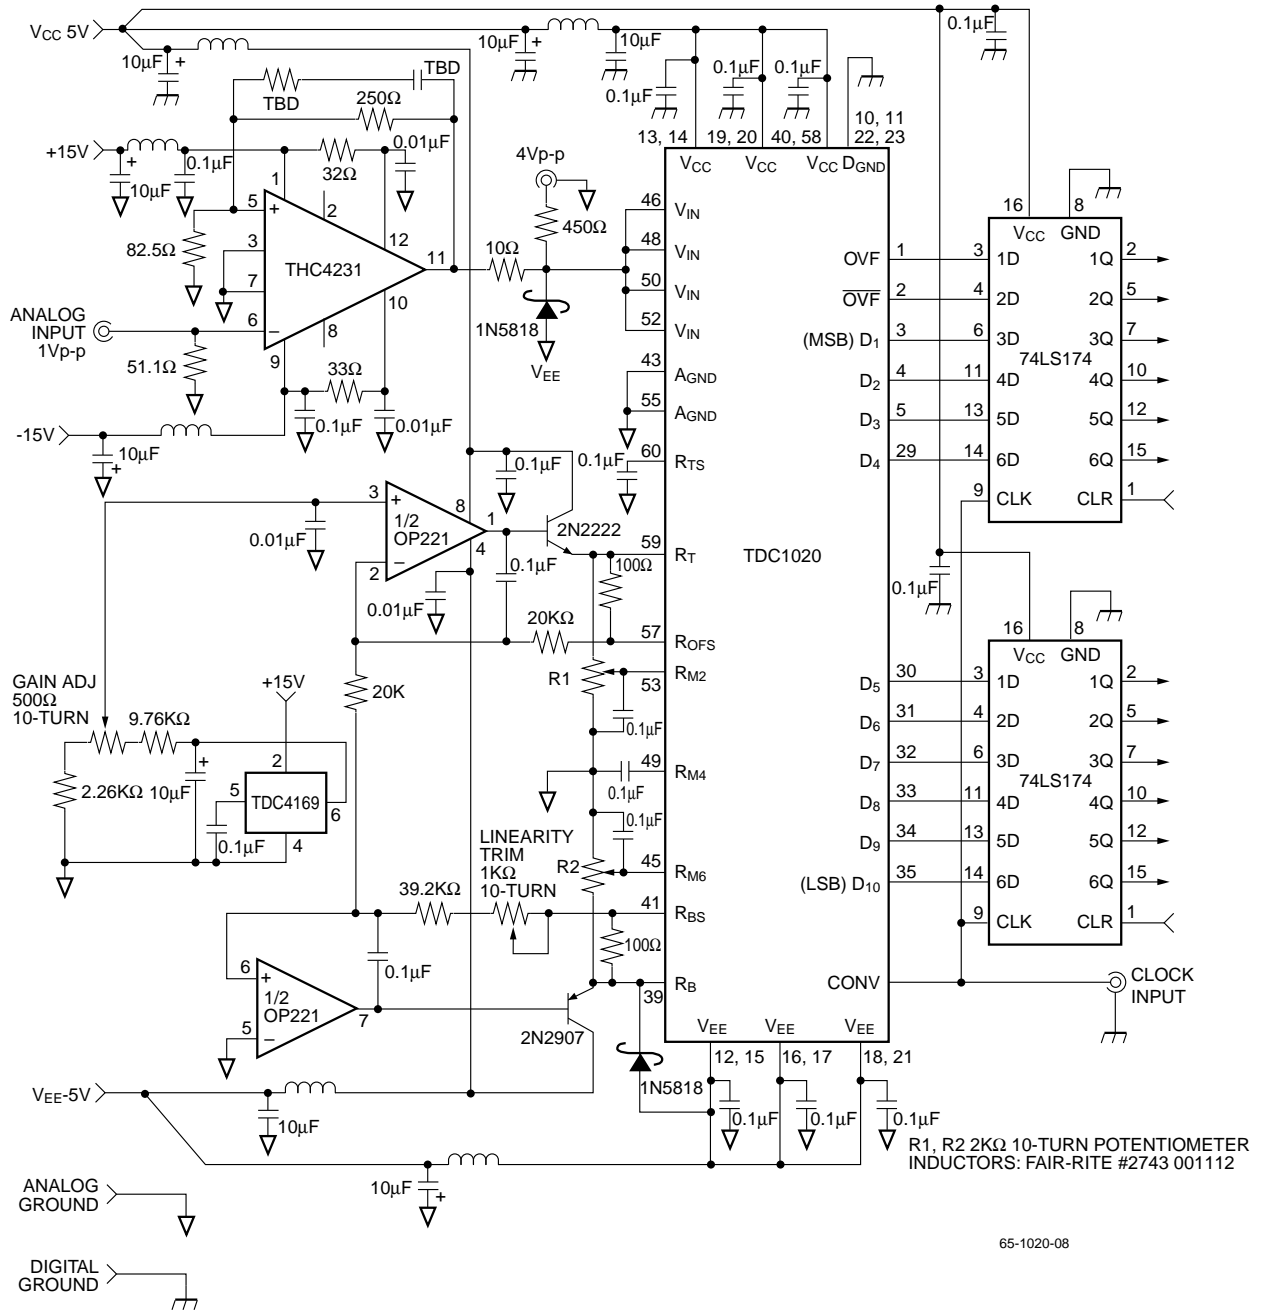 VCC 5V
10µF +
10µF +
10µF
0.1µF
TBD
TBD
250Ω
0.1µF
0.1µF
0.1µF
10, 11
13, 14
19, 20
40, 58
22, 23
VCC
VCC
VCC DGND
+15V
+
0.1µF
10µF
32Ω
0.01µF
4Vp-p
450Ω
1
5
+
2
82.5Ω
3
12
THC4231
11
10Ω
7
10
ANALOG
INPUT
1Vp-p
6
–
8
1N5818
51.1Ω
9
VEE
33Ω
0.1µF
0.01µF
-15V
10µF
+
46 VIN
48 VIN
50 VIN
52 VIN
43 AGND
55 AGND
0.1µF
60 RTS
OVF 1
OVF 2
(MSB) D1 3
D2 4
D3 5
D4 29
16
8
VCC GND
3 1D 1Q 2
4 2D 2Q 5
6 3D 3Q 7
74LS174
11 4D 4Q 10
13 5D 5Q 12
14 6D 6Q 15
9 CLK CLR 1
0.1µF
3
+
8
1/2
OP221
1
4
2
–
0.01µF
2N2222
0.1µF
0.01µF
100Ω
59 RT
TDC1020
20KΩ
57 ROFS
0.1µF
16
8
VCC GND
GAIN ADJ
500Ω
10-TURN
9.76KΩ
+15V
20K
R1
RM2
53
0.1µF
2.26KΩ
+
10µF
2
5
TDC4169
6
4
0.1µF
49 RM4
0.1µF
0.1µF
LINEARITY
TRIM
1KΩ
10-TURN
R2
45 RM6
39.2KΩ
41 RBS
100Ω
D5 30
D6 31
D7 32
D8 33
D9 34
(LSB) D10 35
3 1D 1Q 2
4 2D 2Q 5
6 3D 3Q 7
74LS174
11 4D 4Q 10
13 5D 5Q 12
14 6D 6Q 15
9 CLK CLR 1
6
+
0.1µF
1/2
OP221
7
5
–
RB
39
2N2907
CONV
CLOCK
INPUT
VEE
VEE
VEE
12, 15
16, 17
18, 21
1N5818
0.1µF
0.1µF
0.1µF
VEE-5V
10µF
10µF
+
R1, R2 2KΩ 10-TURN POTENTIOMETER
INDUCTORS: FAIR-RITE #2743 001112
ANALOG
GROUND
65-1020-08
DIGITAL
GROUND